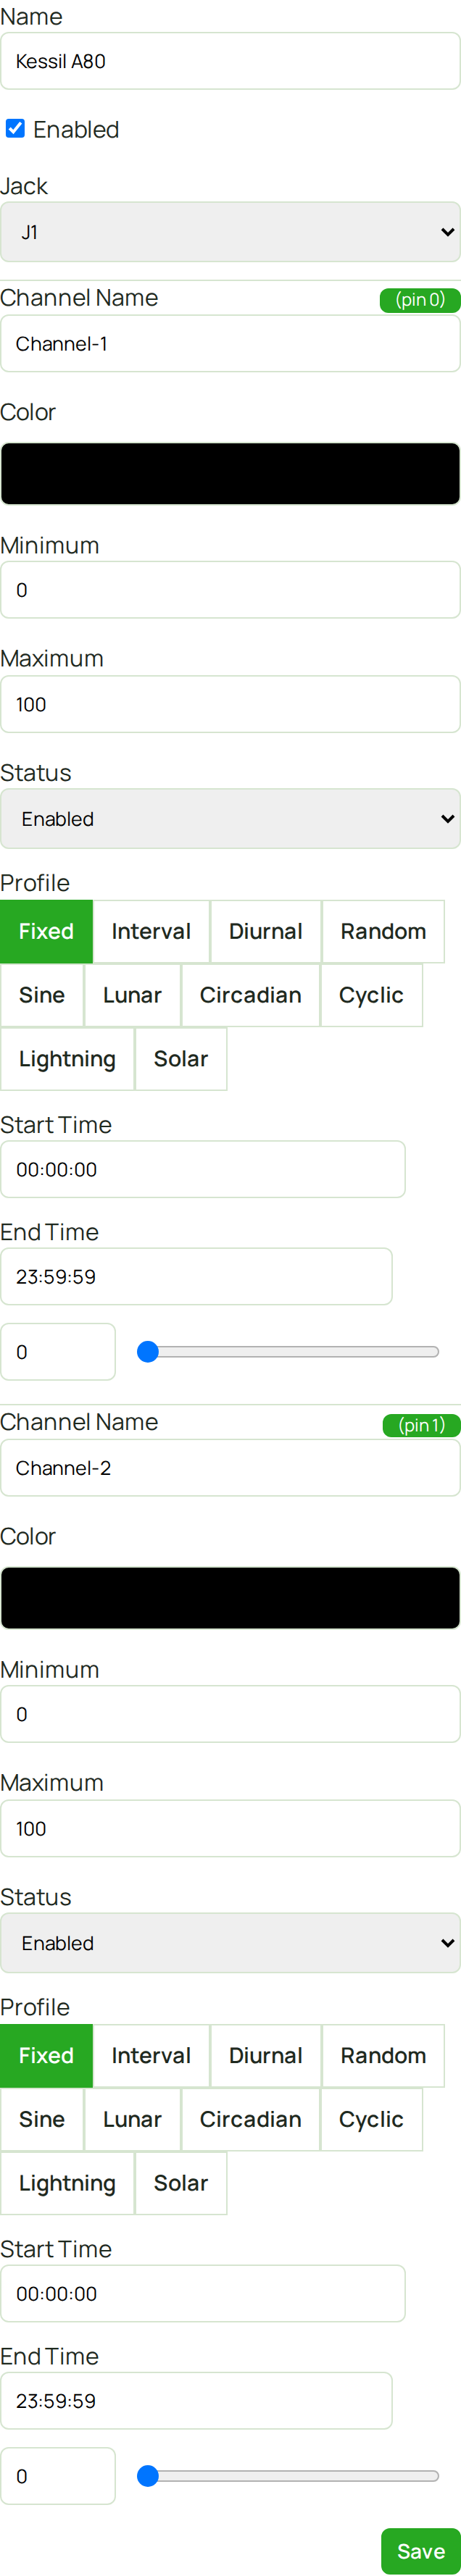 Name
Kessil A80
Enabled
Jack
J1
Channel Name (pin 0)
Channel-1
Color
Minimum
0
Maximum
100
Status
Enabled
Profile
Fixed Interval Diurnal Random
Sine Lunar Circadian Cyclic
Lightning Solar
Start Time
00:00:00
End Time
23:59:59
0
Channel Name (pin 1)
Channel-2
Color
Minimum
0
Maximum
100
Status
Enabled
Profile
Fixed Interval Diurnal Random
Sine Lunar Circadian Cyclic
Lightning Solar
Start Time
00:00:00
End Time
23:59:59
0
Save